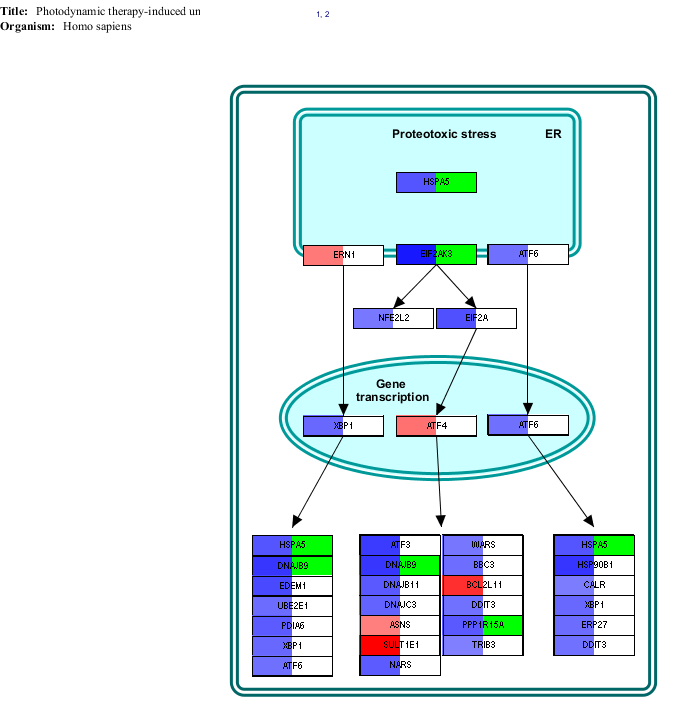 Title: Photodynamic therapy-induced un
1, 2
Organism: Homo sapiens
Proteotoxic stress
ER
HSPA5
ERN1
EIF2AK3
ATF6
NFE2L2
EIF2A
Gene
transcription
XBP1
ATF4
ATF6
HSPA5
DNAJB9
EDEM1
UBE2E1
PDIA6
XBP1
ATF6
ATF3
DNAJB9
DNAJB11
DNAJC3
ASNS
SULT1E1
NARS
WARS
BBC3
BCL2L11
DDIT3
PPP1R15A
TRIB3
HSPA5
HSP90B1
CALR
XBP1
ERP27
DDIT3